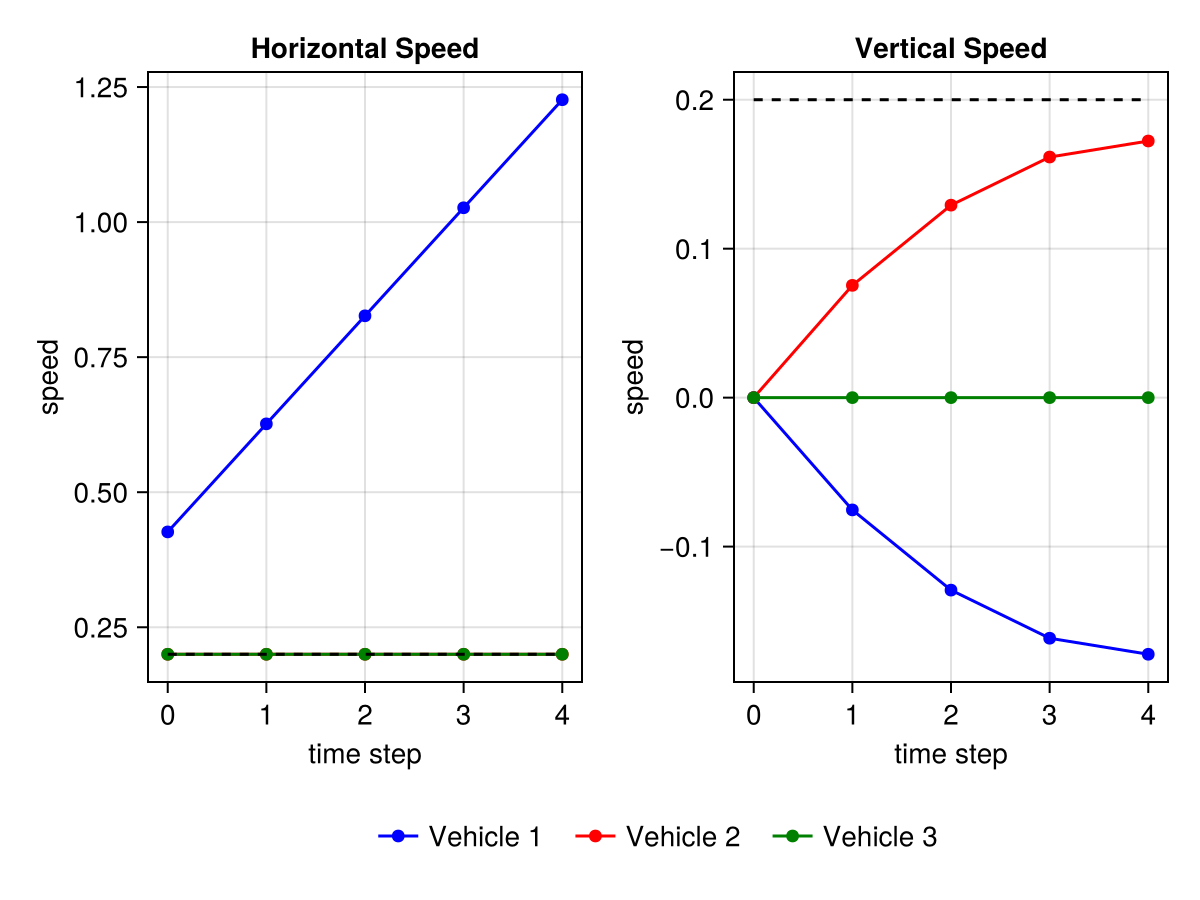 Horizontal Speed
1.25
1.00
0.75
0.50
0.25
speed
0 1 2 3 4
time step
Vertical Speed
0.2
0.1
0.0
−0.1
speed
0 1 2 3 4
time step
Vehicle 1 Vehicle 2 Vehicle 3